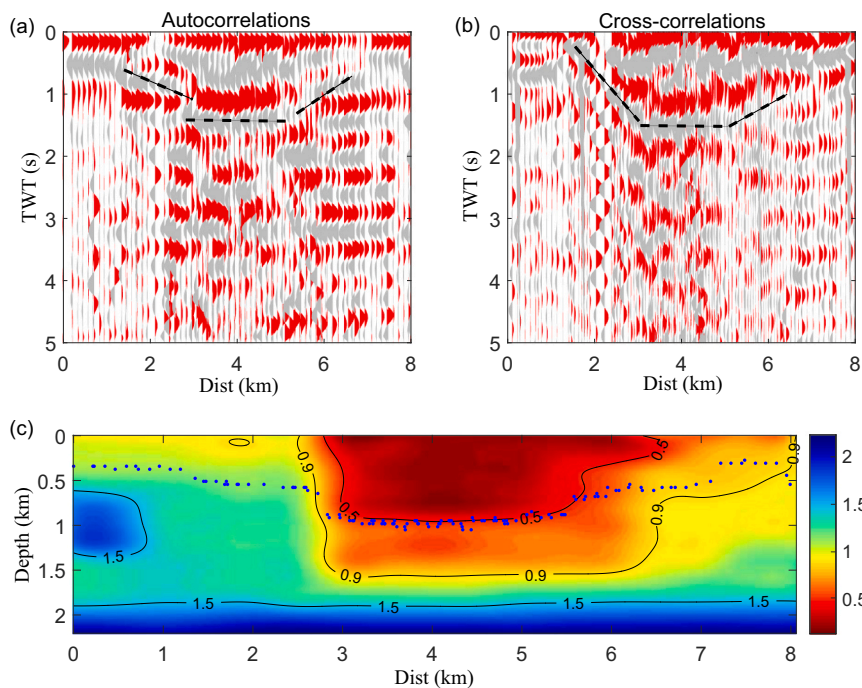 (a) Autocorrelations
0
1
2
3
4
5
TWT (s)
0 2 4 6 8
Dist (km)
(b) Cross-correlations
0
1
2
3
4
5
TWT (s)
0 2 4 6 8
Dist (km)
(c)
0
0.5
1
1.5
2
Depth (km)
0 1 2 3 4 5 6 7 8
Dist (km)
0.9
0.5
0.9
0.5
0.5
0.9
1.5
0.9
0.9
1.5
1.5
1.5
1.5
2
1.5
1
0.5